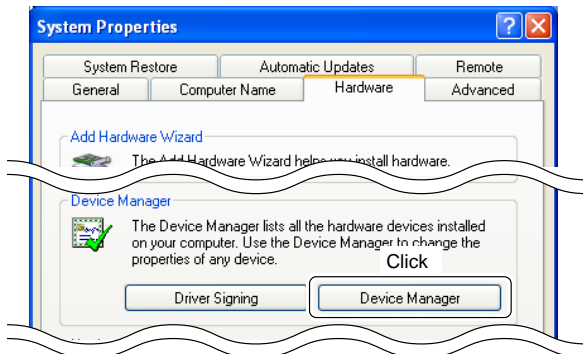 System Properties
System Restore Automatic Updates Remote
General Computer Name Hardware Advanced
Add Hardware Wizard
The Add Hardware Wizard helps you install hardware.
Device Manager
The Device Manager lists all the hardware devices installed
on your computer. Use the Device Manager to change the
properties of any device.
Click
Driver Signing Device Manager